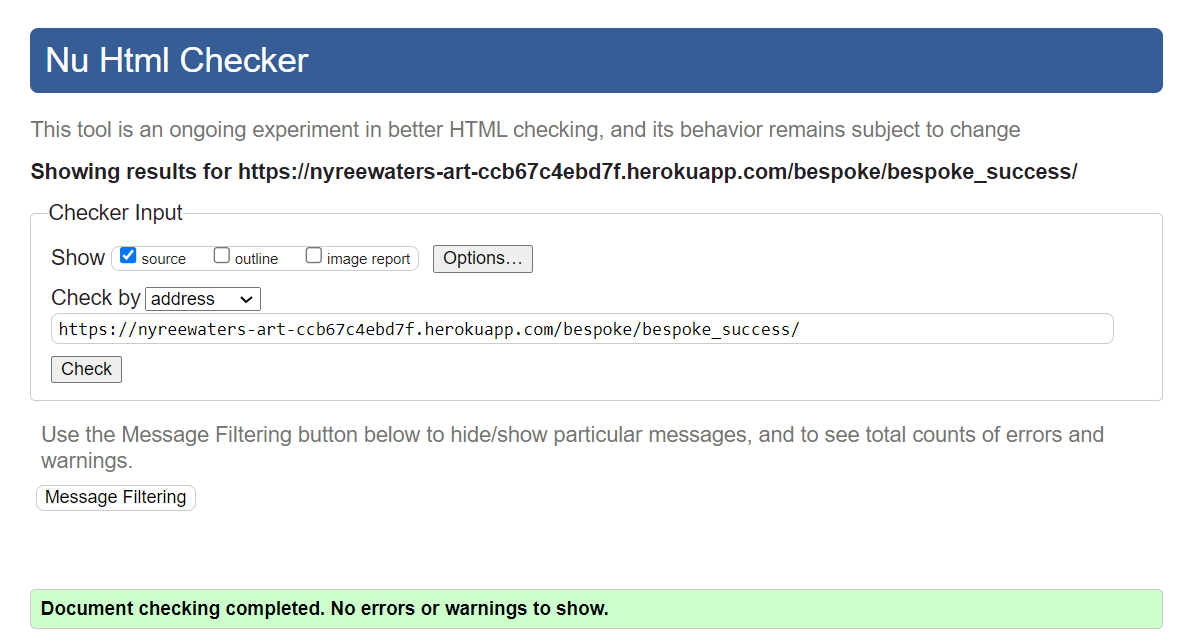 Nu Html Checker
This tool is an ongoing experiment in better HTML checking, and its behavior remains subject to change
Showing results for https://nyreewaters-art-ccb67c4ebd7f.herokuapp.com/bespoke/bespoke_success/
Checker Input
Show source outline image report Options...
Check by address
https://nyreewaters-art-ccb67c4ebd7f.herokuapp.com/bespoke/bespoke_success/
Check
Use the Message Filtering button below to hide/show particular messages, and to see total counts of errors and
warnings.
Message Filtering
Document checking completed. No errors or warnings to show.